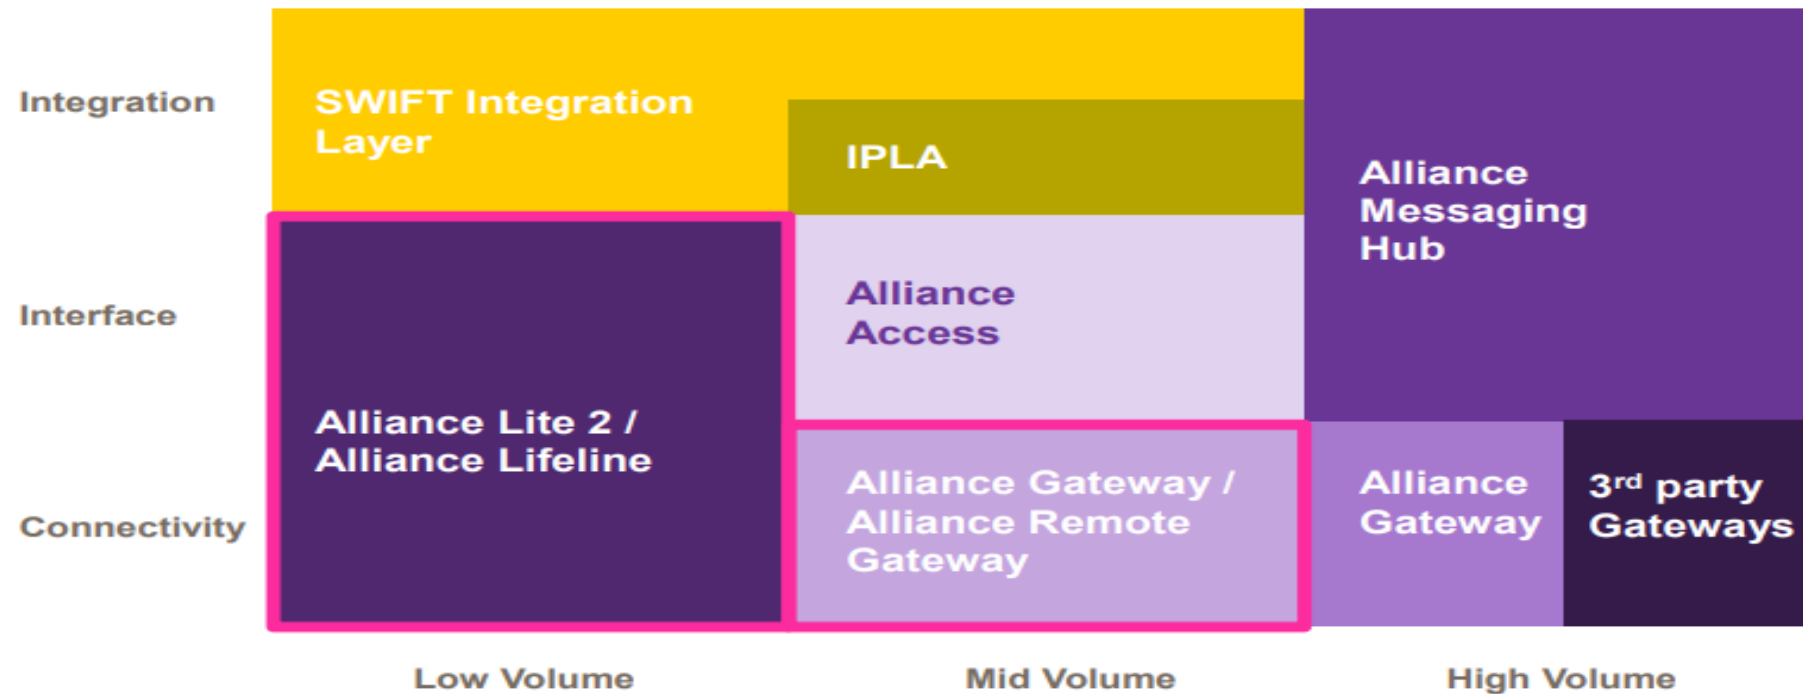 Integration
SWIFT Integration
Layer
IPLA
Alliance
Messaging
Hub
Interface
Alliance
Access
Alliance Lite 2 /
Alliance Lifeline
Connectivity
Alliance Gateway /
Alliance Remote
Gateway
Alliance
Gateway
3rd party
Gateways
Low Volume
Mid Volume
High Volume